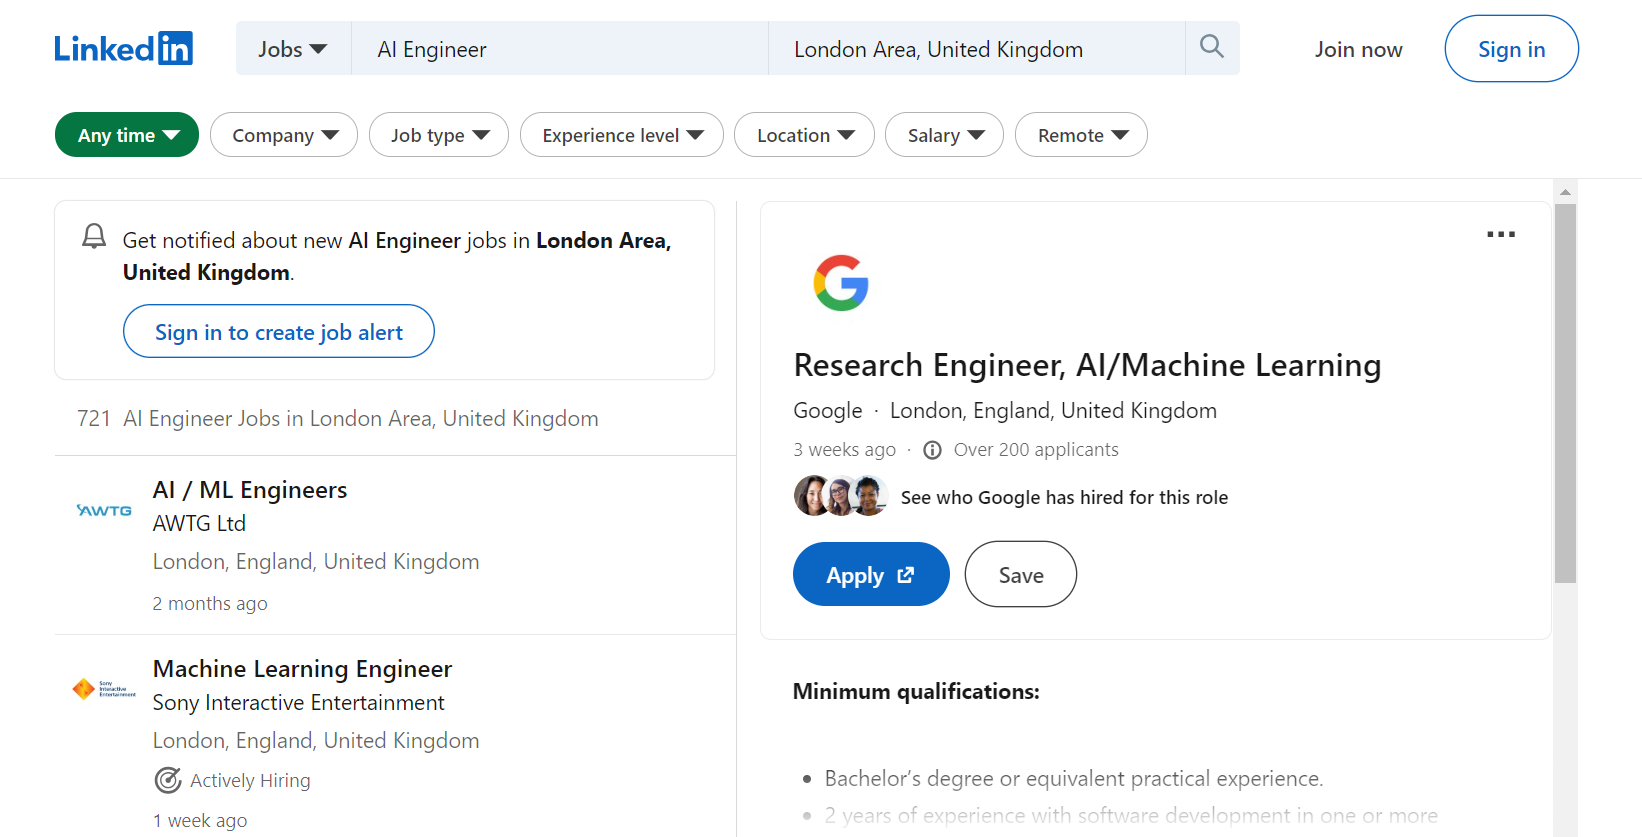 LinkedIn
Jobs
AI Engineer
London Area, United Kingdom
Join now
Sign in
Any time
Company
Job type
Experience level
Location
Salary
Remote
Get notified about new AI Engineer jobs in London Area,
United Kingdom.
Sign in to create job alert
721 AI Engineer Jobs in London Area, United Kingdom
AWTG
AI / ML Engineers
AWTG Ltd
London, England, United Kingdom
2 months ago
Sony
Interactive
Entertainment
Machine Learning Engineer
Sony Interactive Entertainment
London, England, United Kingdom
Actively Hiring
1 week ago
Research Engineer, AI/Machine Learning
Google · London, England, United Kingdom
3 weeks ago · Over 200 applicants
See who Google has hired for this role
Apply
Save
Minimum qualifications:
• Bachelor’s degree or equivalent practical experience.
• 2 years of experience with software development in one or more